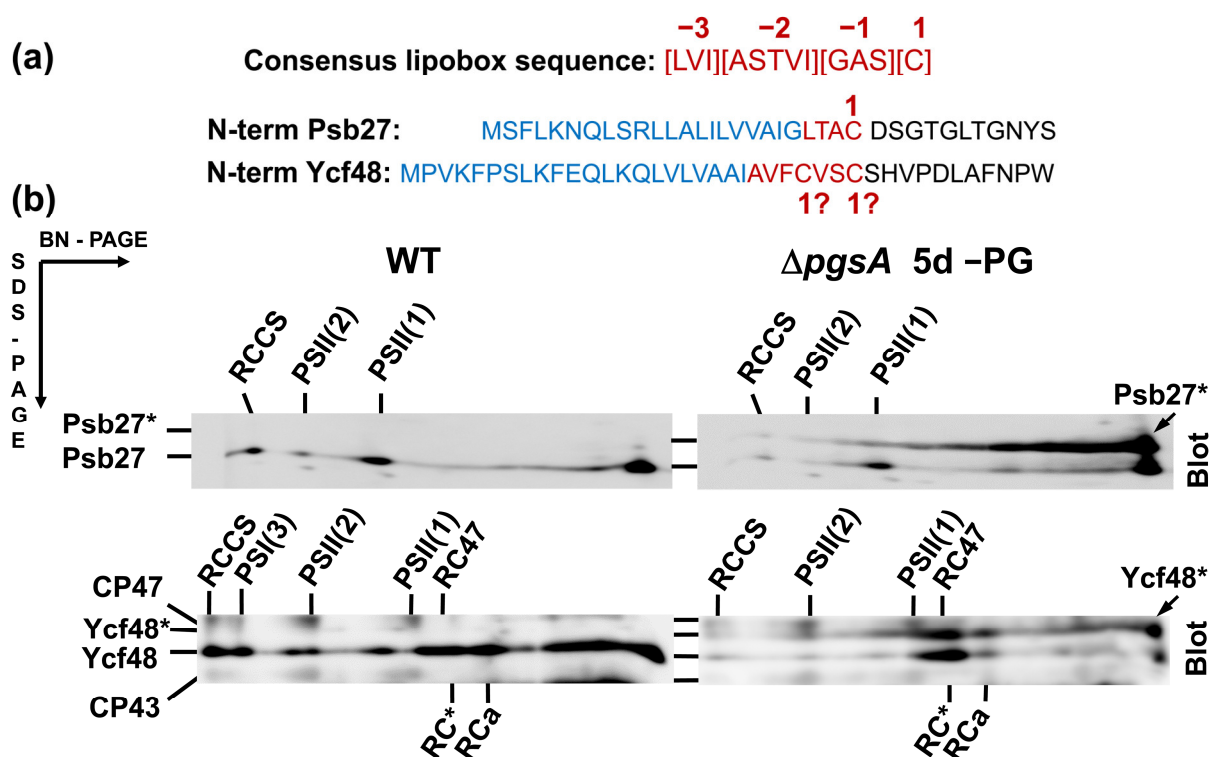 (a)
−3 −2 −1 1
Consensus lipobox sequence: [LVI][ASTVI][GAS][C]
1
N-term Psb27: MSFLKNQLSRLLALILVVAIGLTAC DSGTGLTGNYS
N-term Ycf48: MPVKFPSLKFEQLKQLVLVAAIAVFCVSCSHVPDLAFNPW
1? 1?
(b)
BN - PAGE
SDS-PAGE
WT
ΔpgsA 5d −PG
RCCS PSII(2) PSII(1)
RCCS PSII(2) PSII(1)
Psb27*
Psb27*
Psb27
Blot
RCCS PSI(3) PSII(2) PSII(1) RC47
RCCS PSII(2) PSII(1) RC47
CP47
Ycf48*
Ycf48*
Ycf48
Blot
CP43
RC* RCa
RC* RCa